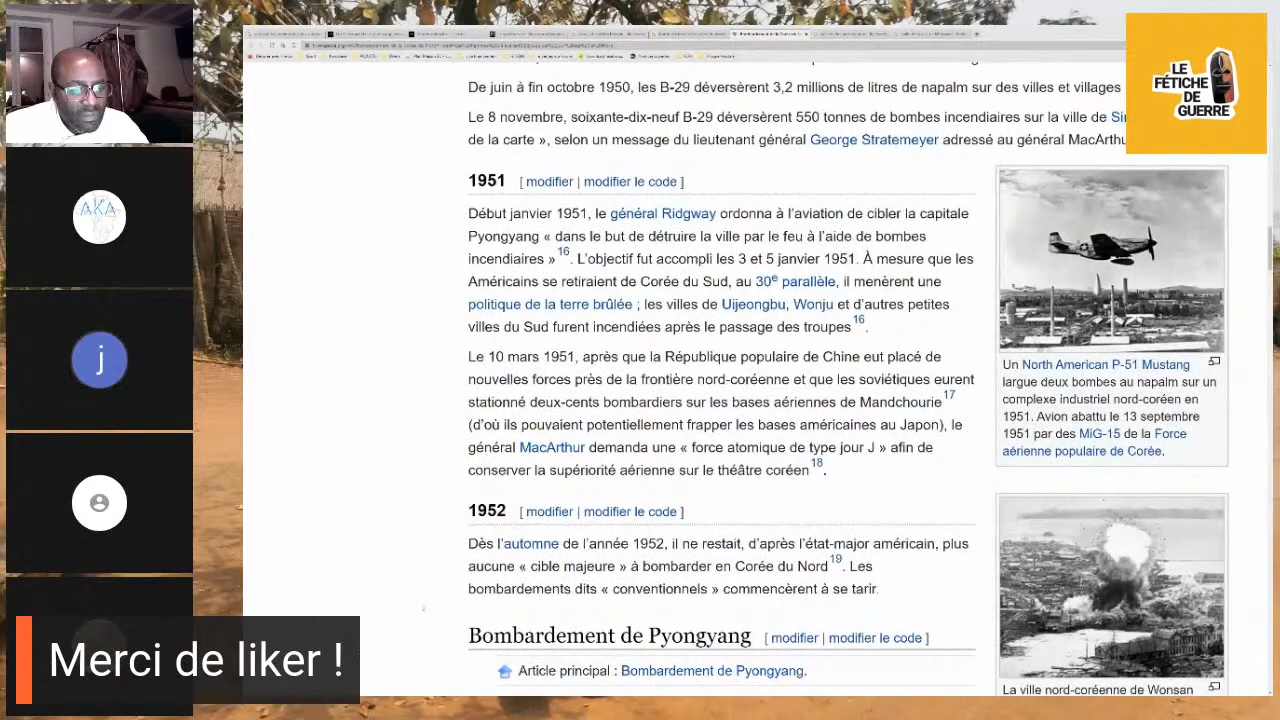 De juin à fin octobre 1950, les B-29 déversèrent 3,2 millions de litres de napalm sur des villes et villages
Le 8 novembre, soixante-dix-neuf B-29 déversèrent 550 tonnes de bombes incendiaires sur la ville de
de la carte », selon un message du lieutenant général George Stratemeyer adressé au général
LE
FÉTICHE
DE
GUERRE
1951 [ modifier | modifier le code ]
Début janvier 1951, le général Ridgway ordonna à l'aviation de cibler la capitale
Pyongyang « dans le but de détruire la ville par le feu à l'aide de bombes
incendiaires »16. L'objectif fut accompli les 3 et 5 janvier 1951. À mesure que les
Américains se retiraient de Corée du Sud, au 30e parallèle, il menèrent une
politique de la terre brûlée ; les villes de Uijeongbu, Wonju et d'autres petites
villes du Sud furent incendiées après le passage des troupes16.
Le 10 mars 1951, après que la République populaire de Chine eut placé de
nouvelles forces près de la frontière nord-coréenne et que les soviétiques eurent
stationné deux-cents bombardiers sur les bases aériennes de Mandchourie17
(d'où ils pouvaient potentiellement frapper les bases américaines au Japon), le
général MacArthur demanda une « force atomique de type jour J » afin de
conserver la supériorité aérienne sur le théâtre coréen18.
Un North American P-51 Mustang
largue deux bombes au napalm sur un
complexe industriel nord-coréen en
1951. Avion abattu le 13 septembre
1951 par des MiG-15 de la Force
aérienne populaire de Corée.
1952 [ modifier | modifier le code ]
Dès l'automne de l'année 1952, il ne restait, d'après l'état-major américain, plus
aucune « cible majeure » à bombarder en Corée du Nord19. Les
bombardements dits « conventionnels » commencèrent à se tarir.
Bombardement de Pyongyang [ modifier | modifier le code ]
Article principal : Bombardement de Pyongyang.
La ville nord-coréenne de Wonsan
AKA
j
Merci de liker !